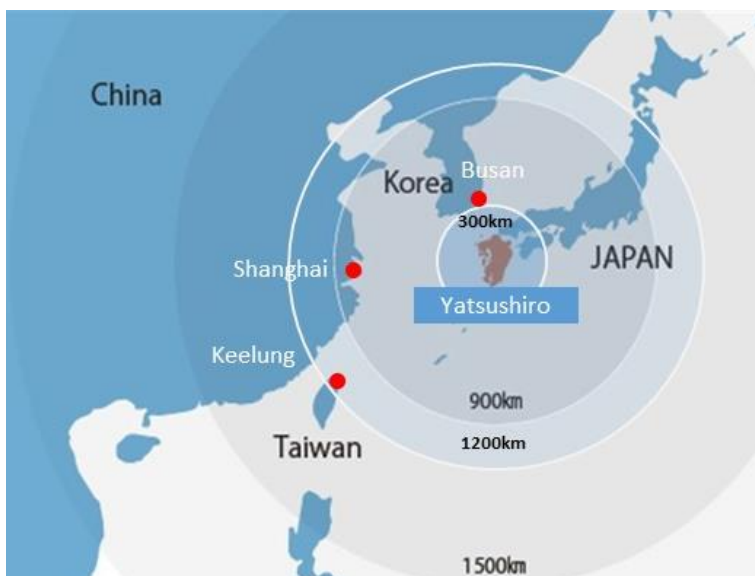 China
Busan
Korea
300km
JAPAN
Shanghai
Yatsushiro
Keelung
900km
1200km
Taiwan
1500km